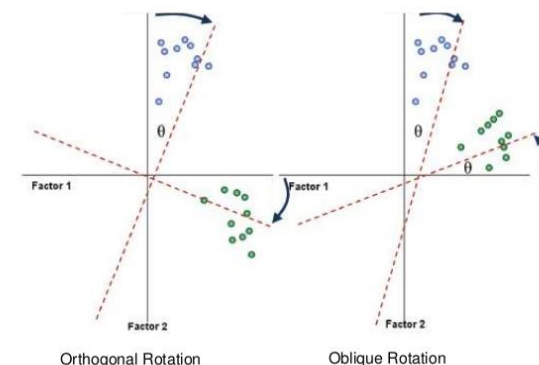 θ
Factor 1
Factor 2
Orthogonal Rotation
θ
θ
Factor 1
Factor 2
Oblique Rotation